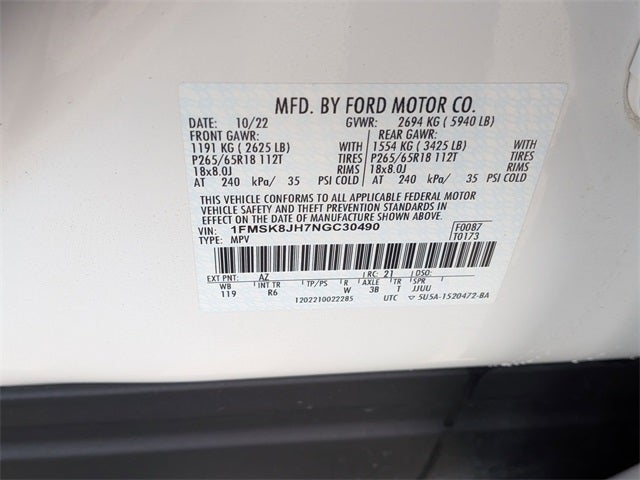 MFD. BY FORD MOTOR CO.
DATE: 10/22 GVWR: 2694 KG ( 5940 LB)
FRONT GAWR: REAR GAWR:
1191 KG ( 2625 LB) WITH 1554 KG ( 3425 LB) WITH
P265/65R18 112T TIRES P265/65R18 112T TIRES
18x8.0J RIMS 18x8.0J RIMS
AT 240 kPa/ 35 PSI COLD AT 240 kPa/ 35 PSI COLD
THIS VEHICLE CONFORMS TO ALL APPLICABLE FEDERAL MOTOR
VEHICLE SAFETY AND THEFT PREVENTION STANDARDS IN EFFECT ON
THE DATE OF MANUFACTURE SHOWN ABOVE.
VIN: 1FMSK8JH7NGC30490 F0087
TYPE: MPV T0173
EXT PNT: AZ RC: 21
WB INT TR TP/PS R AXLE TR SPR
119 R6 W 3B T JJUU
1202210022285 UTC ▽ 5U5A-1520472-BA